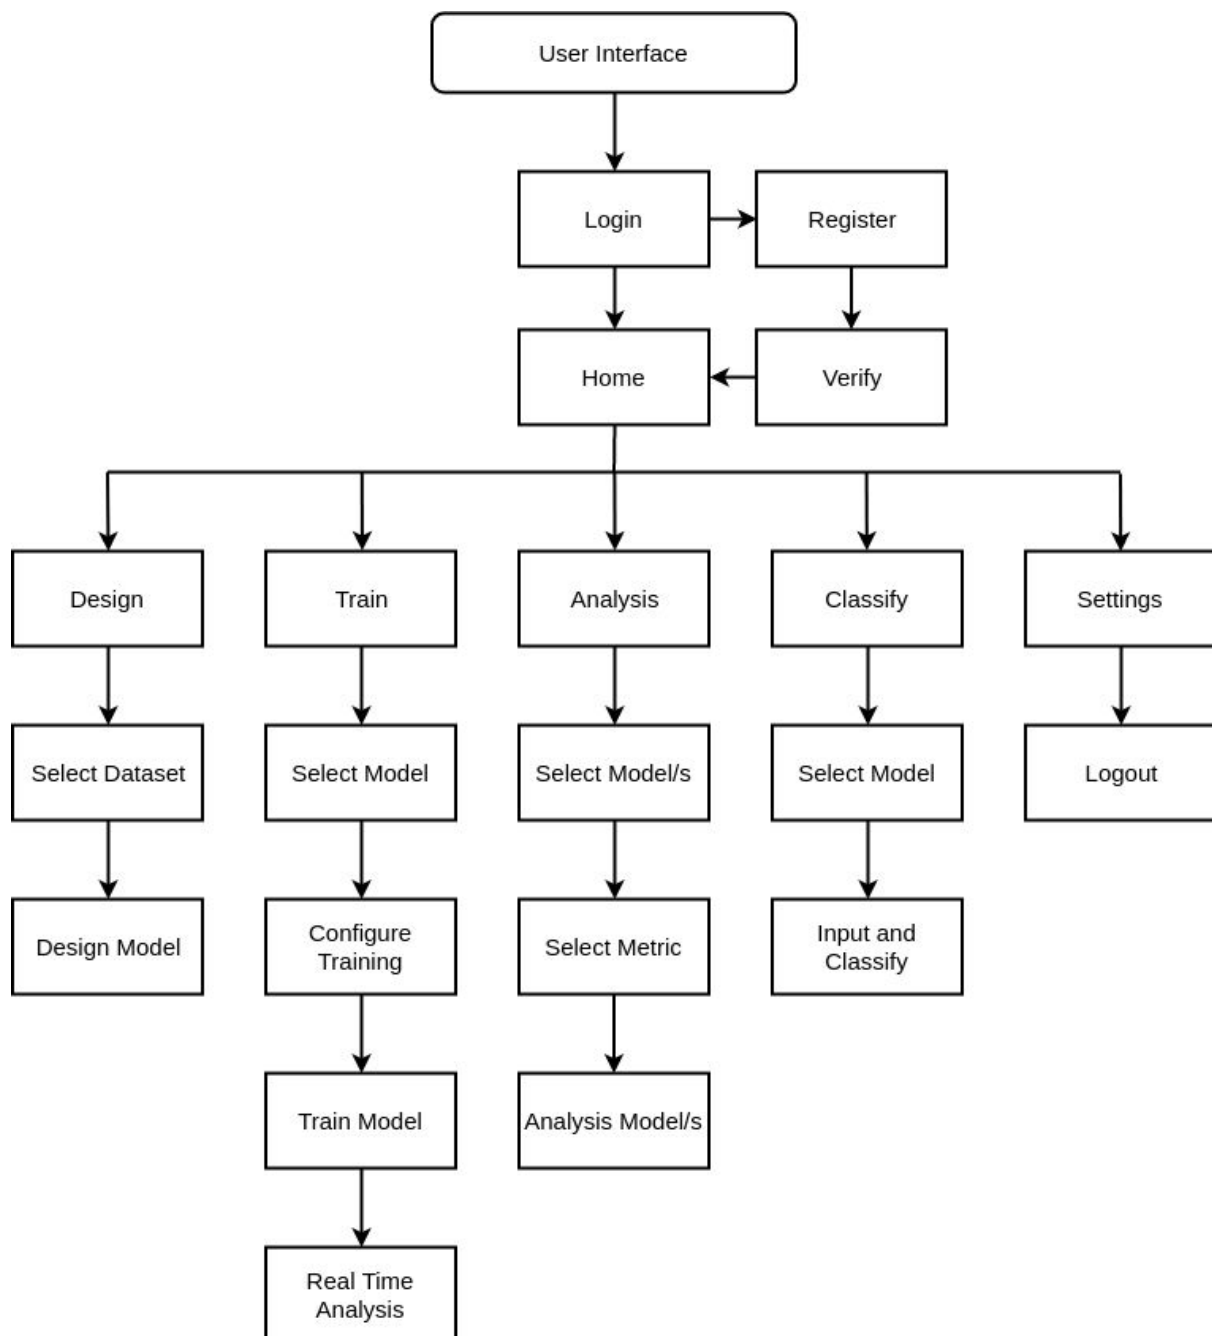 User Interface
Login
Register
Home
Verify
Design
Train
Analysis
Classify
Settings
Select Dataset
Select Model
Select Model/s
Select Model
Logout
Design Model
Configure
Training
Select Metric
Input and
Classify
Train Model
Analysis Model/s
Real Time
Analysis